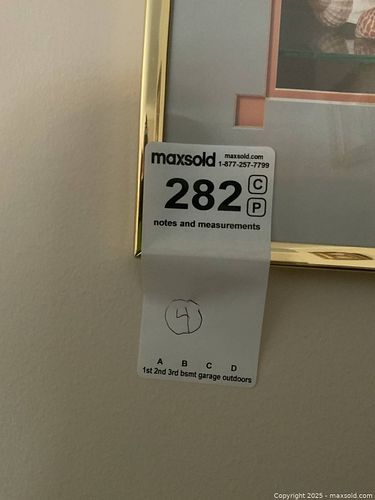 maxsold maxsold.com
1-877-257-7799
282 C
P
notes and measurements
4
A B C D
1st 2nd 3rd bsmt garage outdoors
Copyright 2025 - maxsold.com